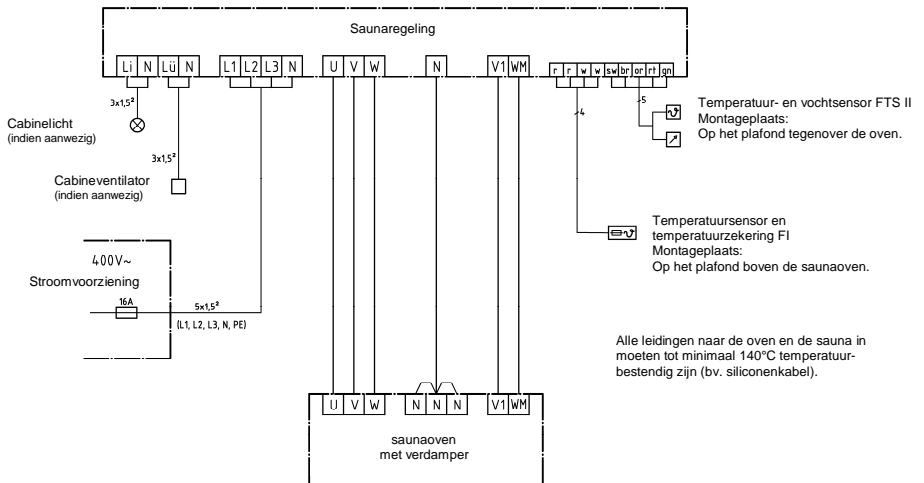 Saunaregeling
Li N Lü N L1 L2 L3 N U V W N V1 WM r r w w sw br or rt gn
3x1,5²
Cabinelicht
(indien aanwezig)
3x1,5²
Cabineventilator
(indien aanwezig)
4
5
Temperatuur- en vochtsensor FTS II
Montageplaats:
Op het plafond tegenover de oven.
Temperatuursensor en
temperatuurzekering FI
Montageplaats:
Op het plafond boven de saunaoven.
400V~
Stroomvoorziening
16A
5x1,5²
(L1, L2, L3, N, PE)
Alle leidingen naar de oven en de sauna in
moeten tot minimaal 140°C temperatuur-
bestendig zijn (bv. siliconenkabel).
U V W N N N V1 WM
saunaoven
met verdamper